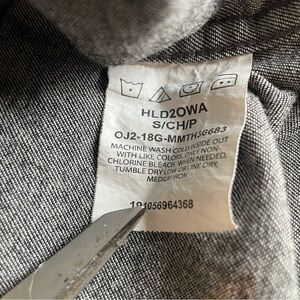 HLD2OWA
S/CH/P
OJ2-18G-MMTH36683
MACHINE WASH COLD INSIDE OUT
WITH LIKE COLORS. ONLY NON-
CHLORINE BLEACH WHEN NEEDED,
TUMBLE DRY LOW OR LINE DRY,
MEDIUM IRON
191056964368